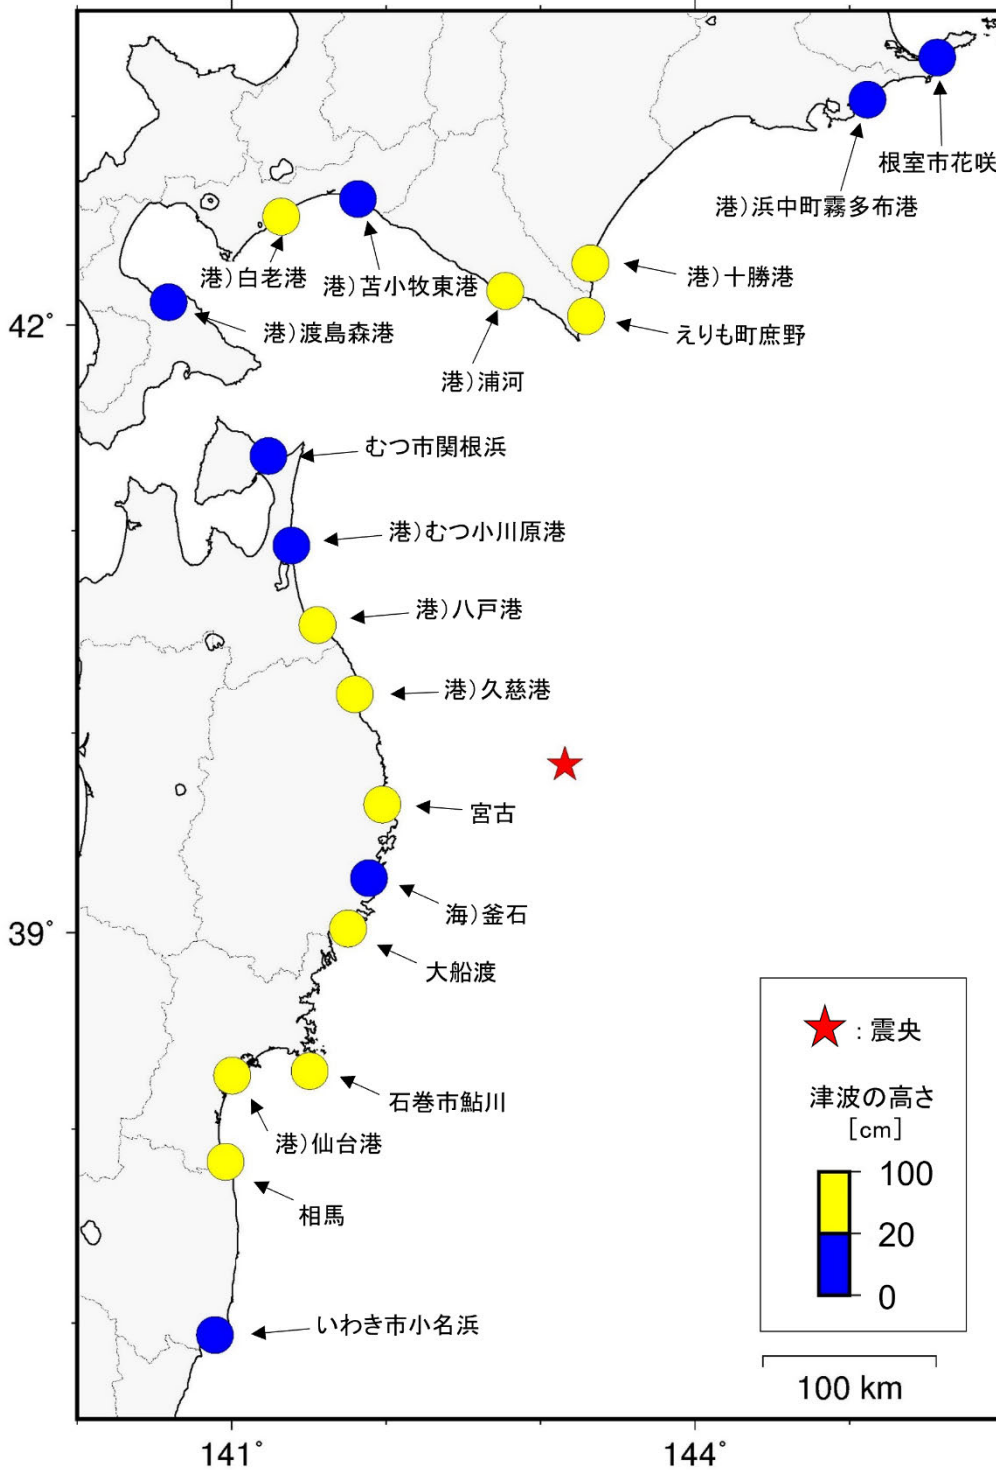 根室市花咲
港）浜中町霧多布港
港）白老港
港）苫小牧東港
港）十勝港
42°
港）渡島森港
えりも町庶野
港）浦河
むつ市関根浜
港）むつ小川原港
港）八戸港
港）久慈港
宮古
海）釜石
39°
大船渡
石巻市鮎川
港）仙台港
相馬
いわき市小名浜
：震央
津波の高さ
[cm]
100
20
0
100 km
141°
144°